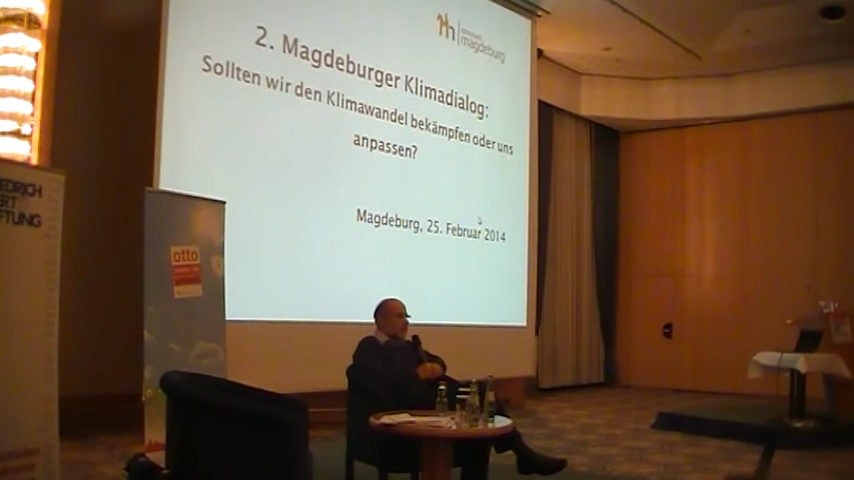 magdeburg
2. Magdeburger Klimadialog:
Sollten wir den Klimawandel bekämpfen oder uns
anpassen?
Magdeburg, 25. Februar 2014
EDRICH
ERT
FTUNG
otto